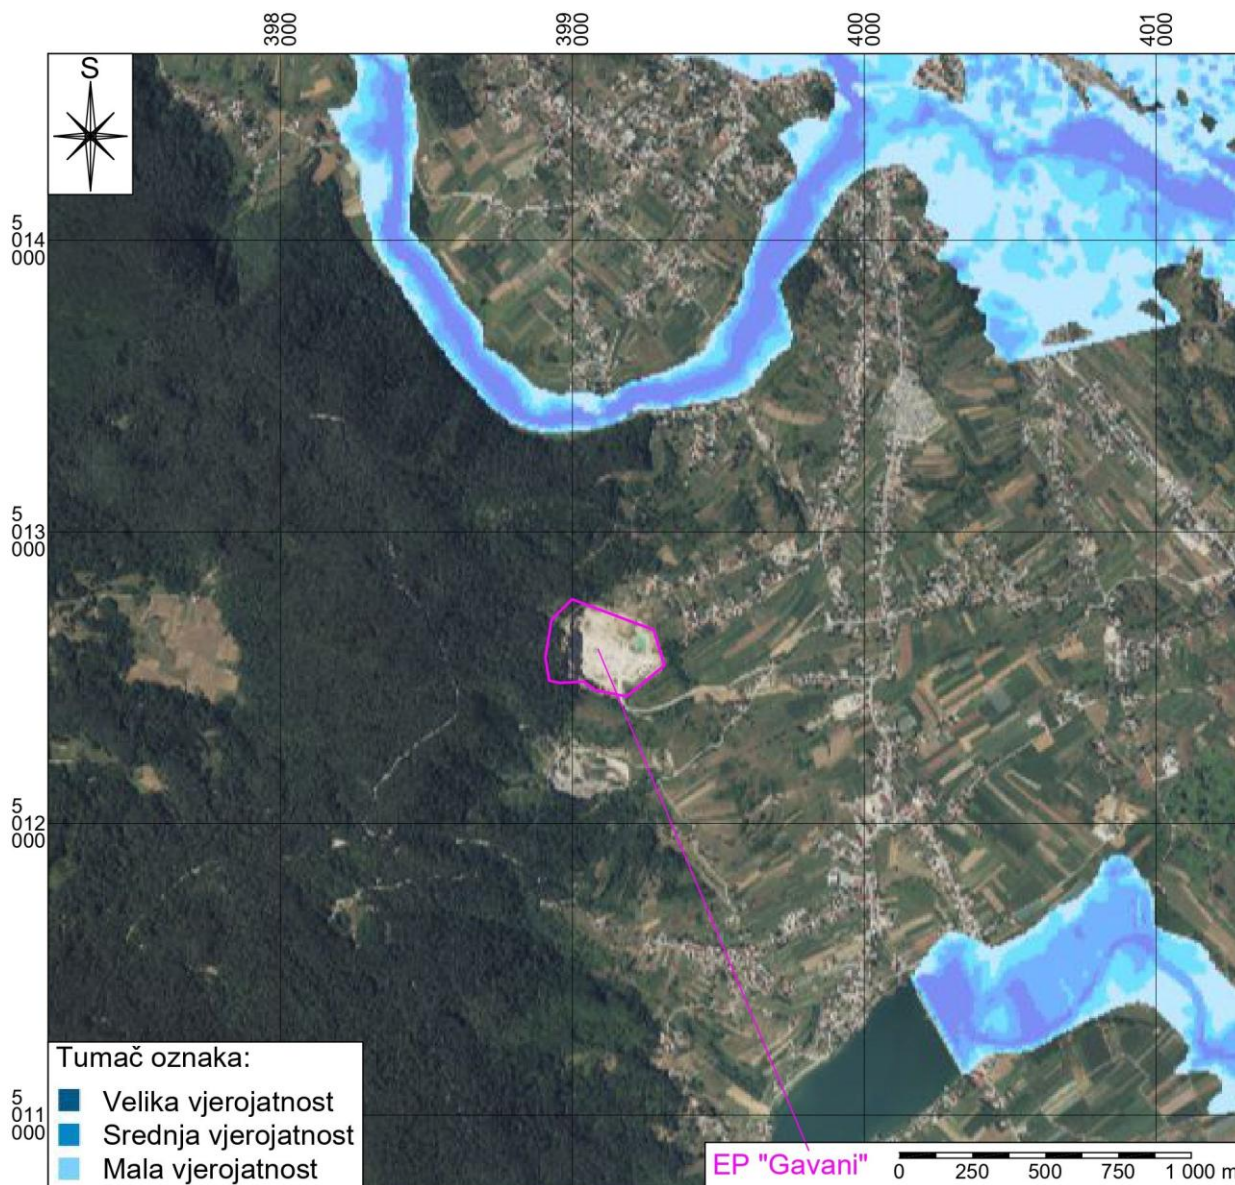 398 000
399 000
400 000
401 000
S
5 014 000
5 013 000
5 012 000
5 011 000
Tumač oznaka:
Velika vjerojatnost
Srednja vjerojatnost
Mala vjerojatnost
EP "Gavani"
0 250 500 750 1 000 m